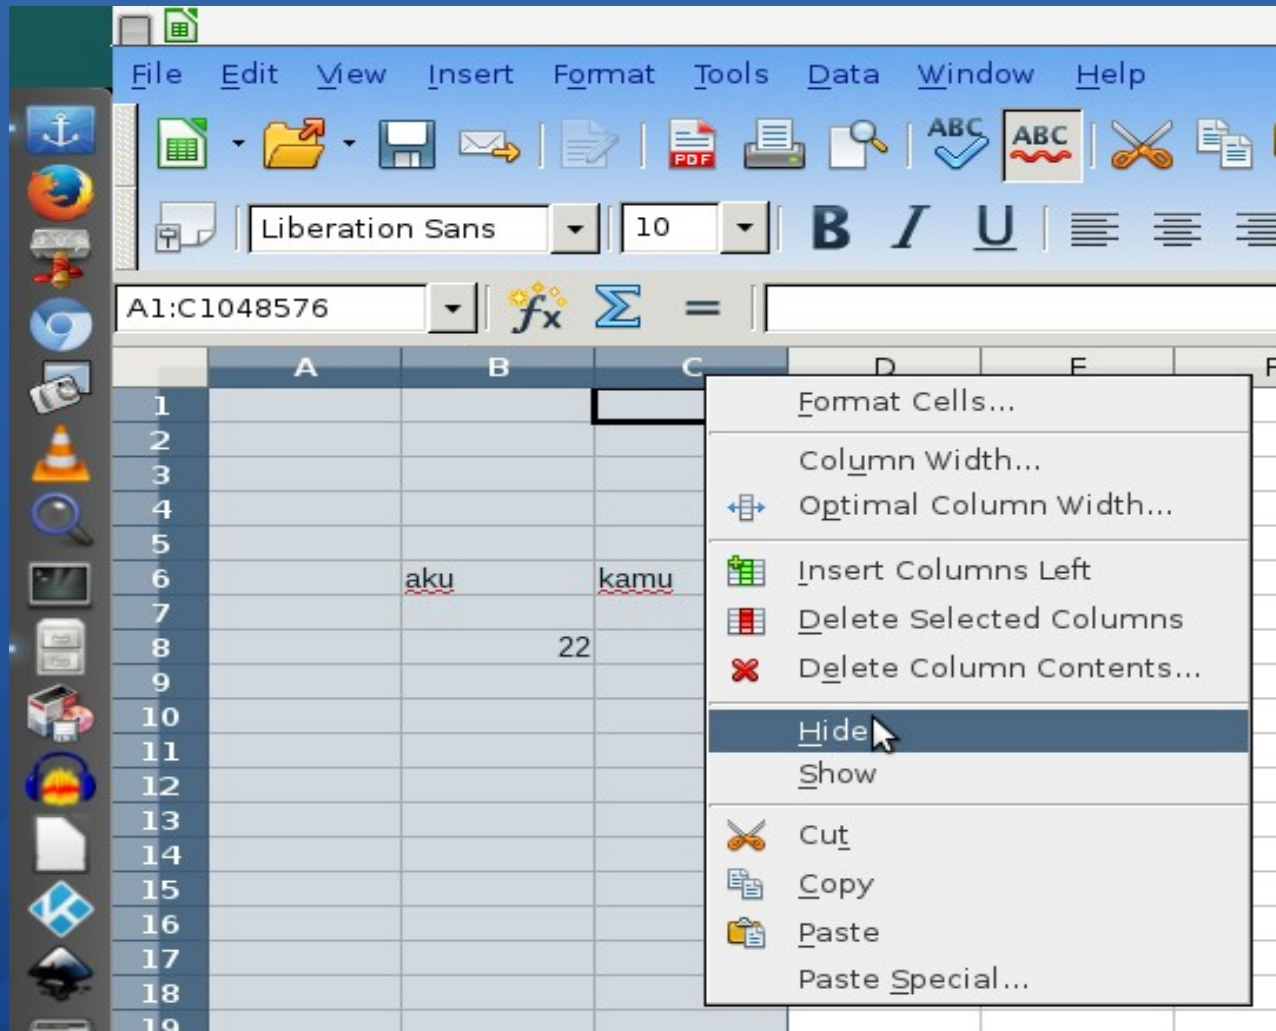 File Edit View Insert Format Tools Data Window Help
PDF ABC ABC
Liberation Sans 10 B I U
A1:C1048576 fx Σ =
A B C D E F
1
2
3
4
5
6 aku kamu
7
8 22
9
10
11
12
13
14
15
16
17
18
19
Format Cells...
Column Width...
Optimal Column Width...
Insert Columns Left
Delete Selected Columns
Delete Column Contents...
Hide
Show
Cut
Copy
Paste
Paste Special...